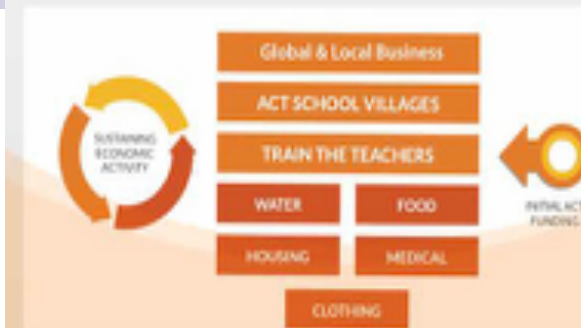 Global & Local Business
ACT SCHOOL VILLAGES
TRAIN THE TEACHERS
WATER
FOOD
HOUSING
MEDICAL
CLOTHING
SUSTAINING
ECONOMIC
ACTIVITY
INITIAL ACT
FUNDING